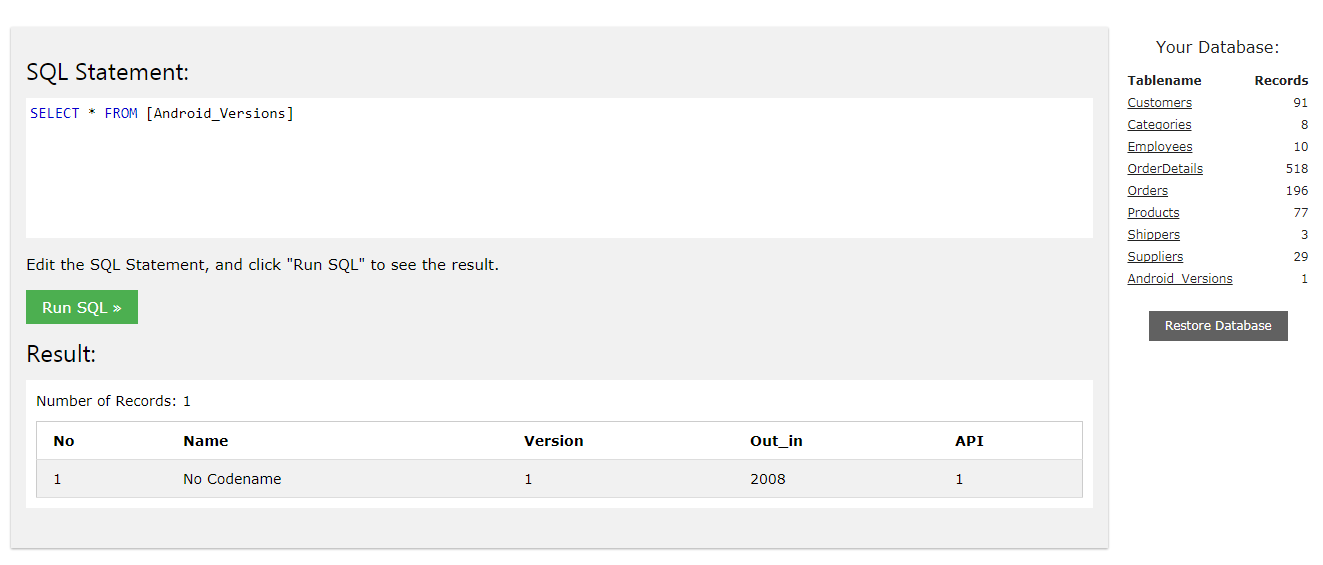 SQL Statement:
SELECT * FROM [Android_Versions]
Edit the SQL Statement, and click "Run SQL" to see the result.
Run SQL »
Result:
Number of Records: 1
No Name Version Out_in API
1 No Codename 1 2008 1
Your Database:
Tablename Records
Customers 91
Categories 8
Employees 10
OrderDetails 518
Orders 196
Products 77
Shippers 3
Suppliers 29
Android_Versions 1
Restore Database